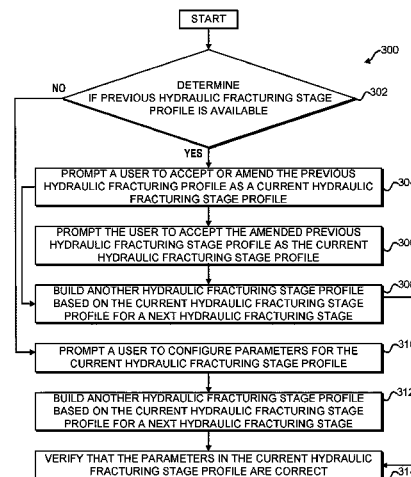 START
300
DETERMINE
IF PREVIOUS HYDRAULIC FRACTURING STAGE
PROFILE IS AVAILABLE
302
NO
YES
PROMPT A USER TO ACCEPT OR AMEND THE PREVIOUS
HYDRAULIC FRACTURING PROFILE AS A CURRENT HYDRAULIC
FRACTURING STAGE PROFILE
PROMPT THE USER TO ACCEPT THE AMENDED PREVIOUS
HYDRAULIC FRACTURING STAGE PROFILE AS THE CURRENT
HYDRAULIC FRACTURING STAGE PROFILE
BUILD ANOTHER HYDRAULIC FRACTURING STAGE PROFILE
BASED ON THE CURRENT HYDRAULIC FRACTURING STAGE
PROFILE FOR A NEXT HYDRAULIC FRACTURING STAGE
PROMPT A USER TO CONFIGURE PARAMETERS FOR THE
CURRENT HYDRAULIC FRACTURING STAGE PROFILE
312
BUILD ANOTHER HYDRAULIC FRACTURING STAGE PROFILE
BASED ON THE CURRENT HYDRAULIC FRACTURING STAGE
PROFILE FOR A NEXT HYDRAULIC FRACTURING STAGE
VERIFY THAT THE PARAMETERS IN THE CURRENT HYDRAULIC
FRACTURING STAGE PROFILE ARE CORRECT